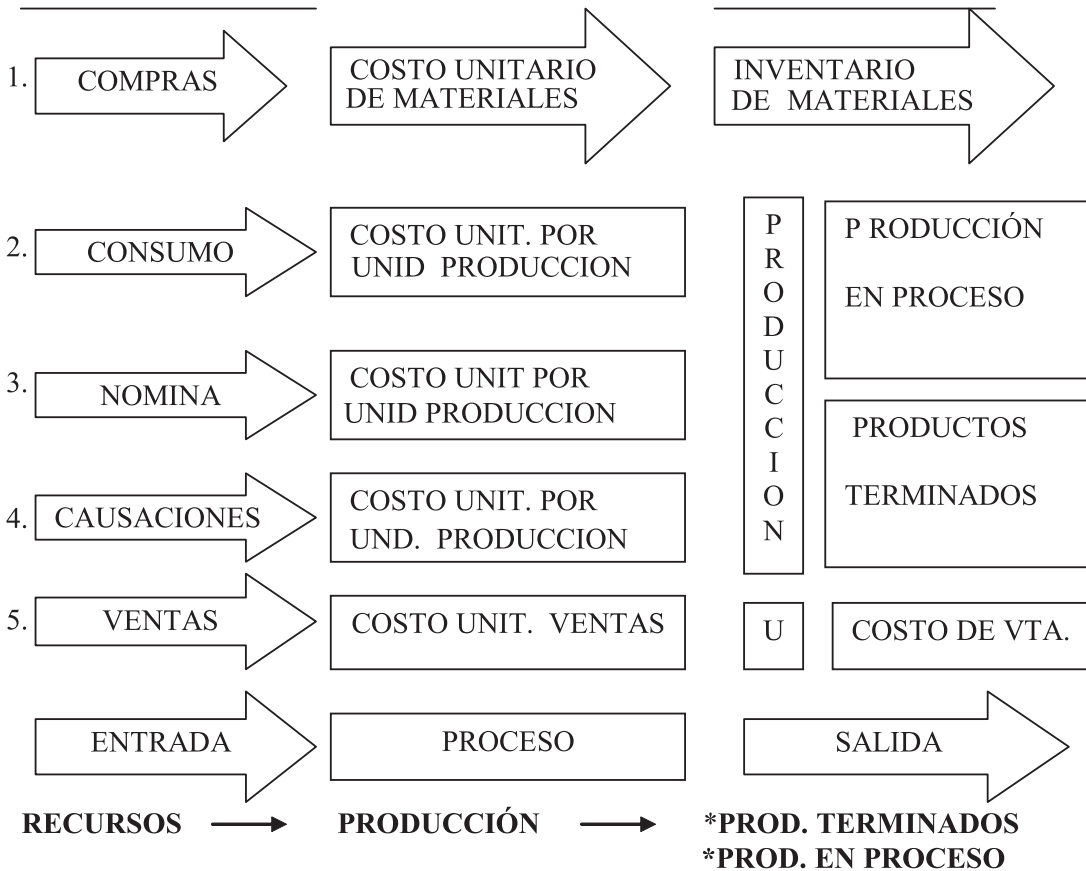 1. COMPRAS
COSTO UNITARIO
DE MATERIALES
INVENTARIO
DE MATERIALES
2. CONSUMO
COSTO UNIT. POR
UNID PRODUCCION
PRODUCCION
P RODUCCIÓN
EN PROCESO
3. NOMINA
COSTO UNIT POR
UNID PRODUCCION
PRODUCTOS
TERMINADOS
4. CAUSACIONES
COSTO UNIT. POR
UND. PRODUCCION
5. VENTAS
COSTO UNIT. VENTAS
U
COSTO DE VTA.
ENTRADA
PROCESO
SALIDA
RECURSOS
PRODUCCIÓN
*PROD. TERMINADOS
*PROD. EN PROCESO